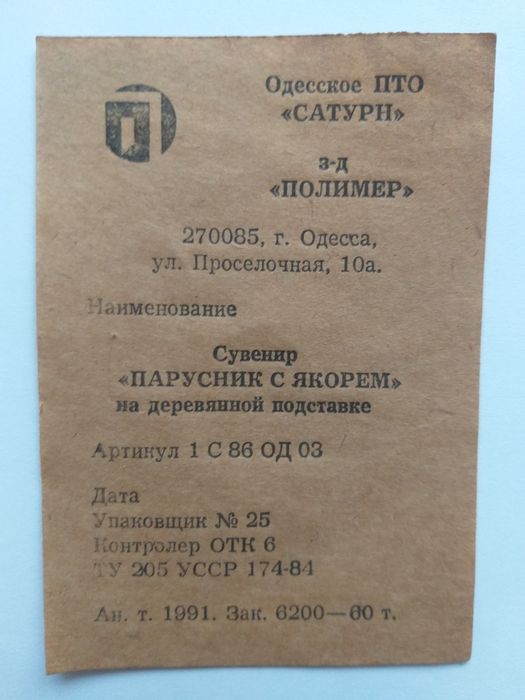 Одесское ПТО
«САТУРН»
з-д
«ПОЛИМЕР»
270085, г. Одесса,
ул. Проселочная, 10а.
Наименование
Сувенир
«ПАРУСНИК С ЯКОРЕМ»
на деревянной подставке
Артикул 1 С 86 ОД 03
Дата
Упаковщик № 25
Контролер ОТК 6
ТУ 205 УССР 174-84
Ан. т. 1991. Зак. 6200—60 т.